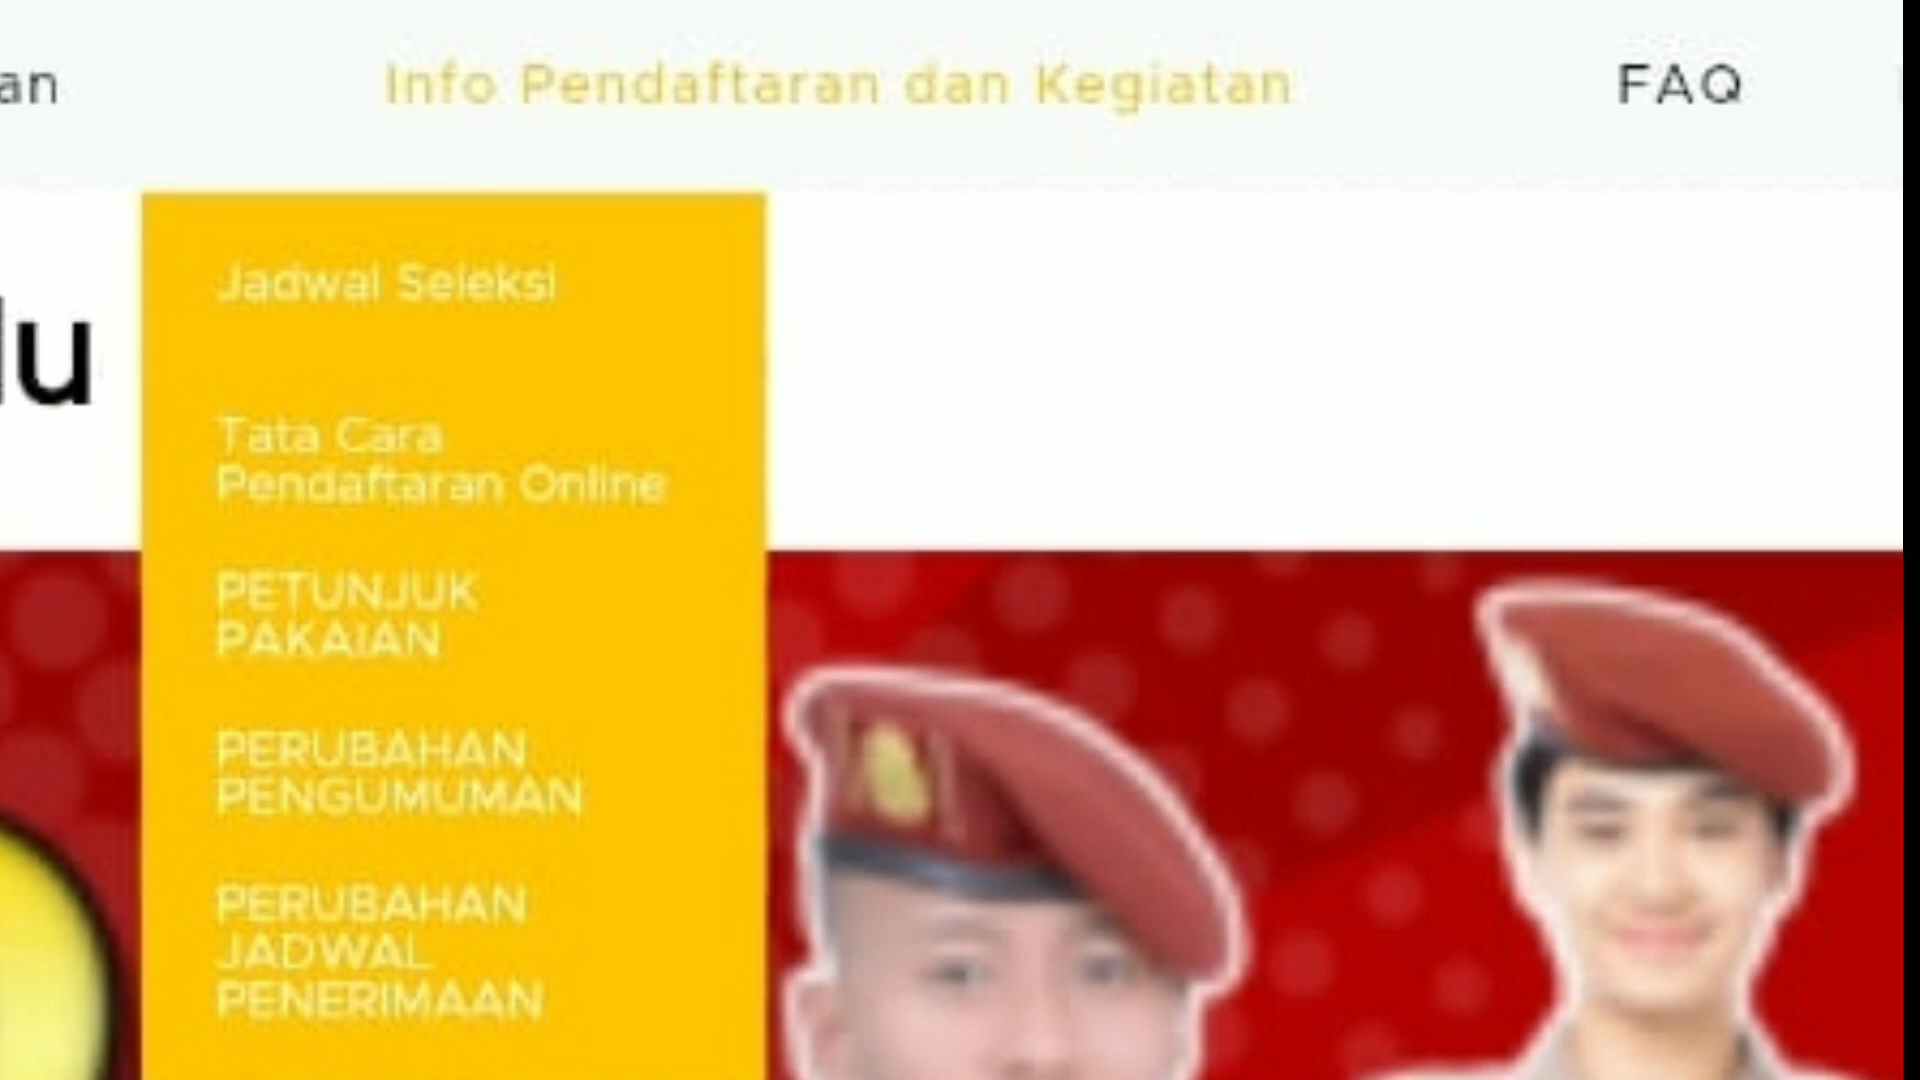 an
Info Pendaftaran dan Kegiatan
FAQ
lu
Jadwal Seleksi
Tata Cara
Pendaftaran Online
PETUNJUK
PAKAIAN
PERUBAHAN
PENGUMUMAN
PERUBAHAN
JADWAL
PENERIMAAN